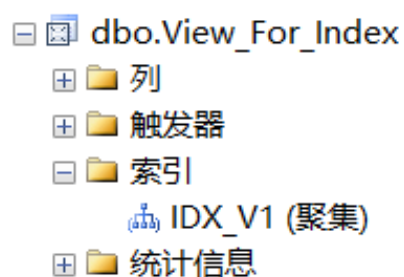 dbo.View_For_Index
列
触发器
索引
IDX_V1 (聚集)
统计信息